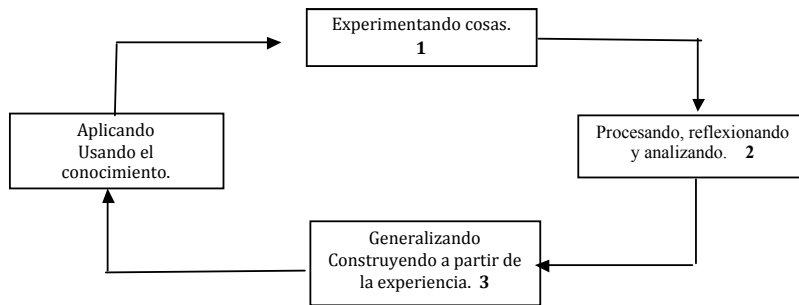 Experimentando cosas.
1
Procesando, reflexionando
y analizando. 2
Generalizando
Construyendo a partir de
la experiencia. 3
Aplicando
Usando el
conocimiento.